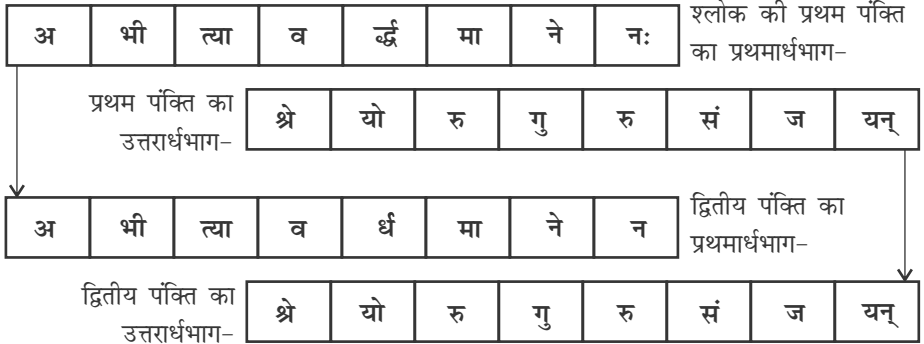 अ भी त्या व र्द्ध मा ने नः श्लोक की प्रथम पंक्ति
का प्रथमार्धभाग–
प्रथम पंक्ति का
उत्तरार्धभाग– श्रे यो रु गु रु सं ज यन्
अ भी त्या व र्ध मा ने न द्वितीय पंक्ति का
प्रथमार्धभाग–
द्वितीय पंक्ति का
उत्तरार्धभाग– श्रे यो रु गु रु सं ज यन्